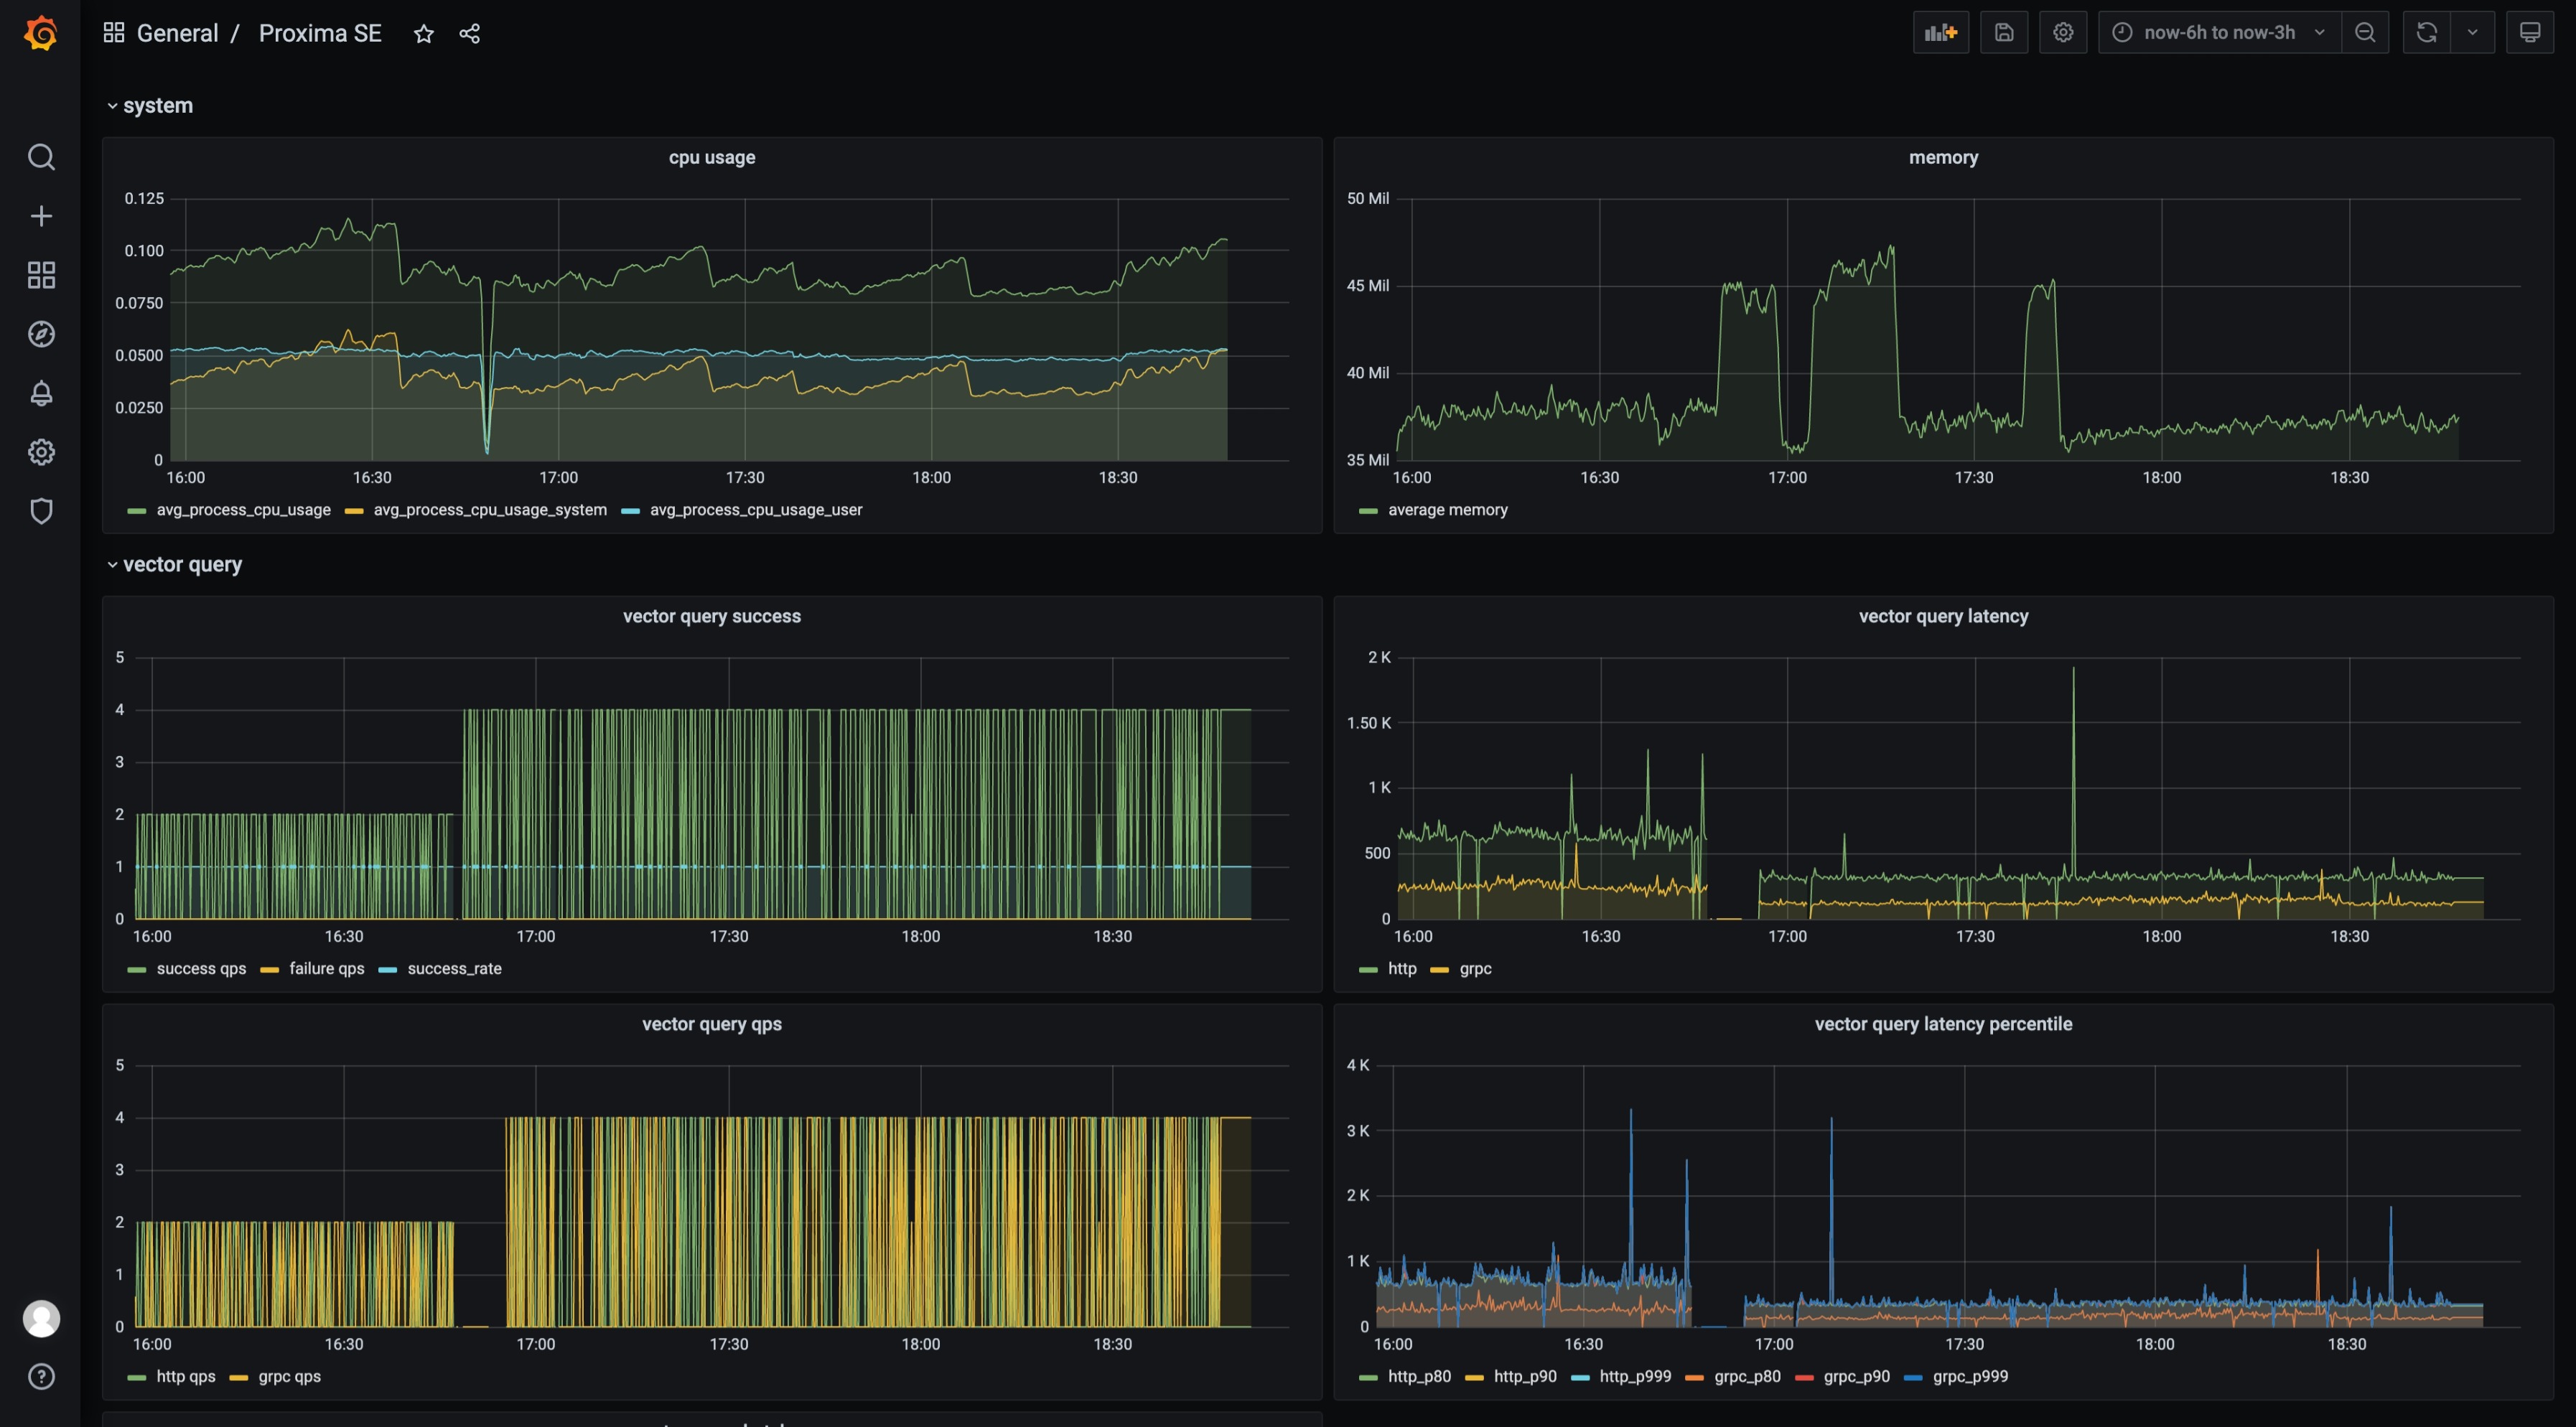 General / Proxima SE
now-6h to now-3h
system
cpu usage
0.125
0.100
0.0750
0.0500
0.0250
0
16:00 16:30 17:00 17:30 18:00 18:30
avg_process_cpu_usage avg_process_cpu_usage_system avg_process_cpu_usage_user
memory
50 Mil
45 Mil
40 Mil
35 Mil
16:00 16:30 17:00 17:30 18:00 18:30
average memory
vector query
vector query success
5
4
3
2
1
0
16:00 16:30 17:00 17:30 18:00 18:30
success qps failure qps success_rate
vector query latency
2 K
1.50 K
1 K
500
0
16:00 16:30 17:00 17:30 18:00 18:30
http grpc
vector query qps
5
4
3
2
1
0
16:00 16:30 17:00 17:30 18:00 18:30
http qps grpc qps
vector query latency percentile
4 K
3 K
2 K
1 K
0
16:00 16:30 17:00 17:30 18:00 18:30
http_p80 http_p90 http_p999 grpc_p80 grpc_p90 grpc_p999